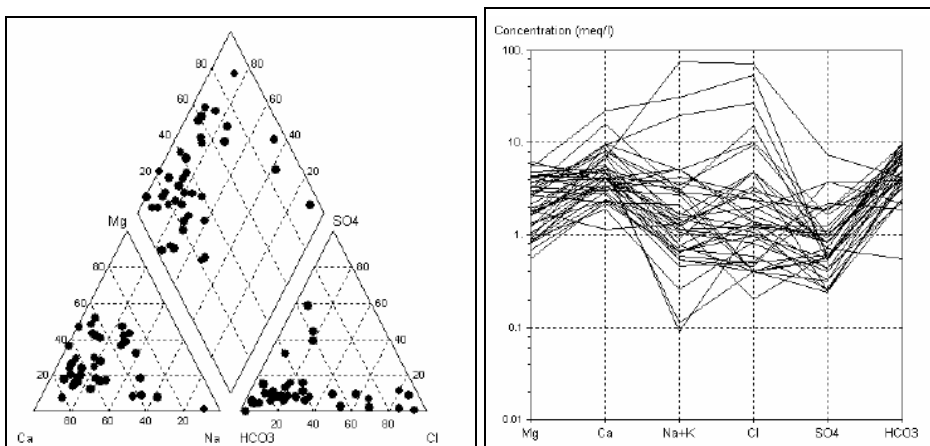 80 80
60 60
40 40
20 20
Mg SO4
80 80
60 60
40 40
20 20
80 60 40 20 20 40 60 80
Ca Na HCO3 Cl
Concentration (meq/l)
100.
10.
1.
0.1
0.01
Mg Ca Na+K Cl SO4 HCO3